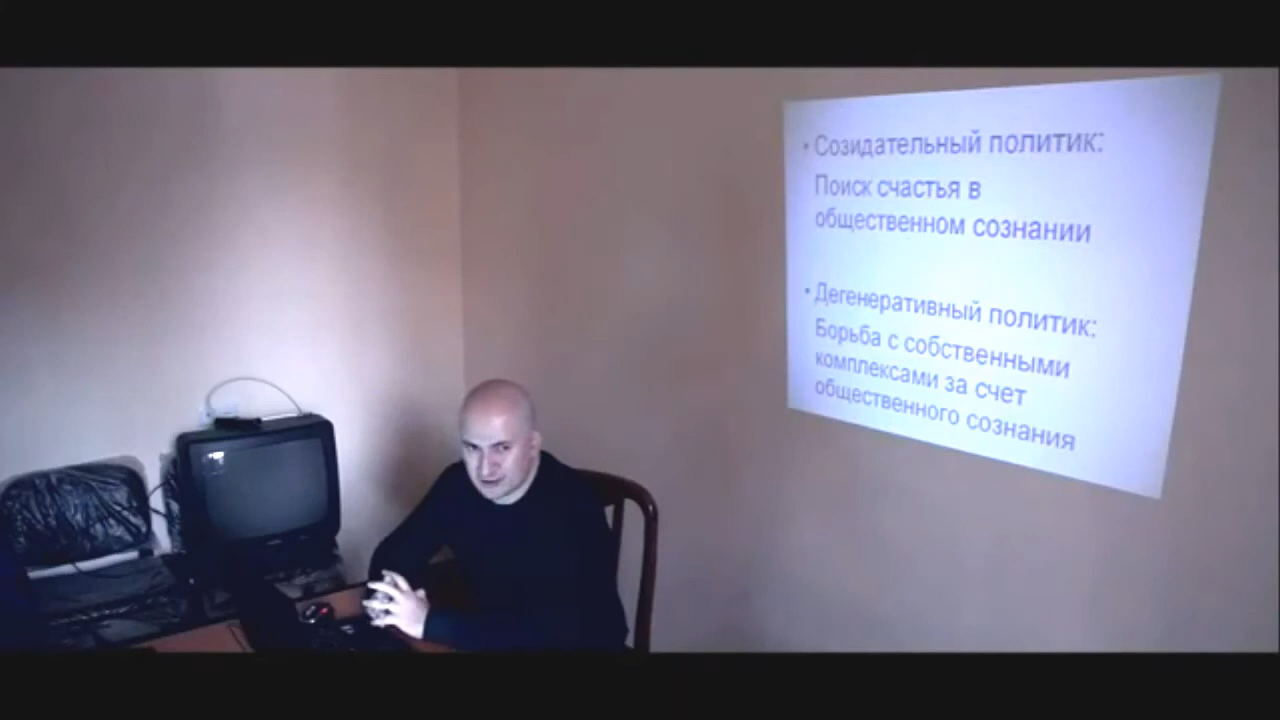 • Созидательный политик:
Поиск счастья в
общественном сознании
• Дегенеративный политик:
Борьба с собственными
комплексами за счет
общественного сознания